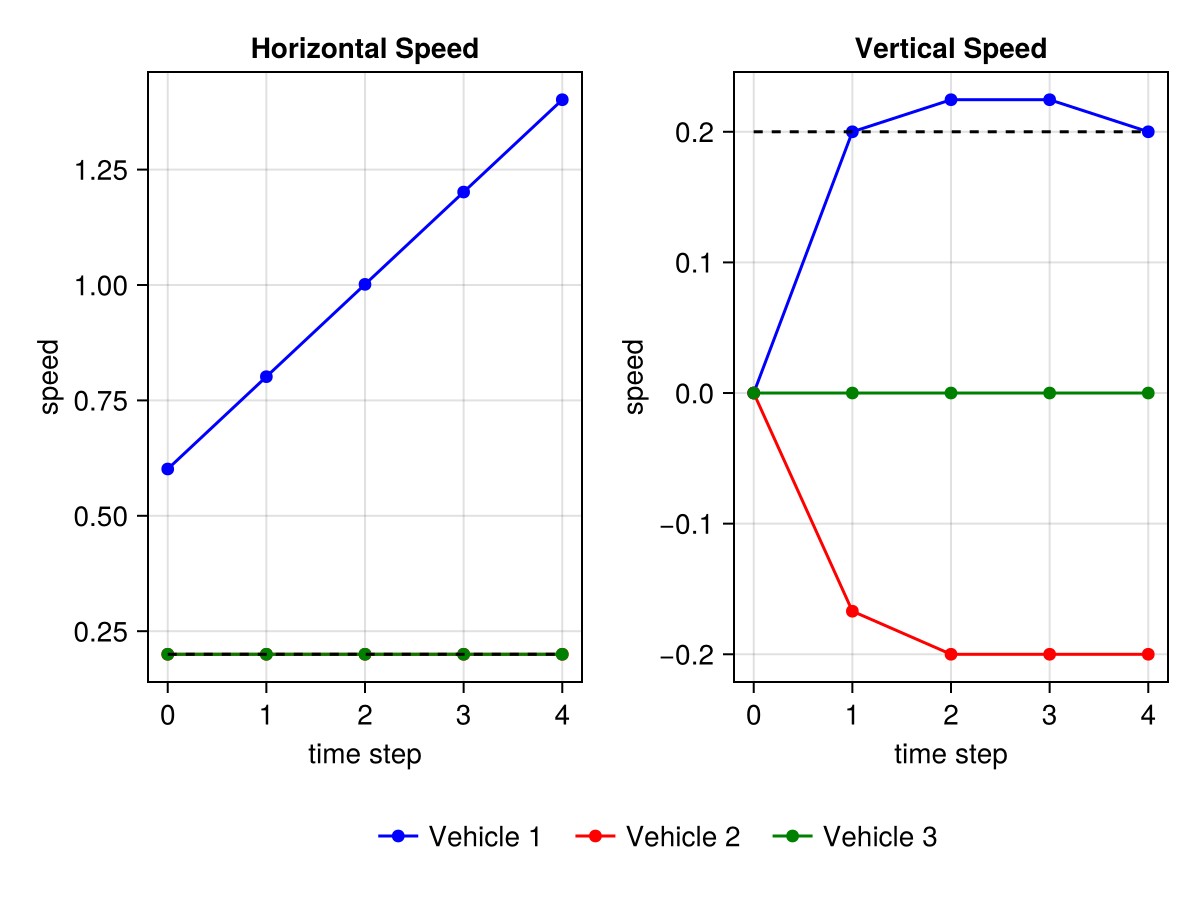 Horizontal Speed
speed
1.25
1.00
0.75
0.50
0.25
0 1 2 3 4
time step
Vertical Speed
speed
0.2
0.1
0.0
−0.1
−0.2
0 1 2 3 4
time step
Vehicle 1 Vehicle 2 Vehicle 3